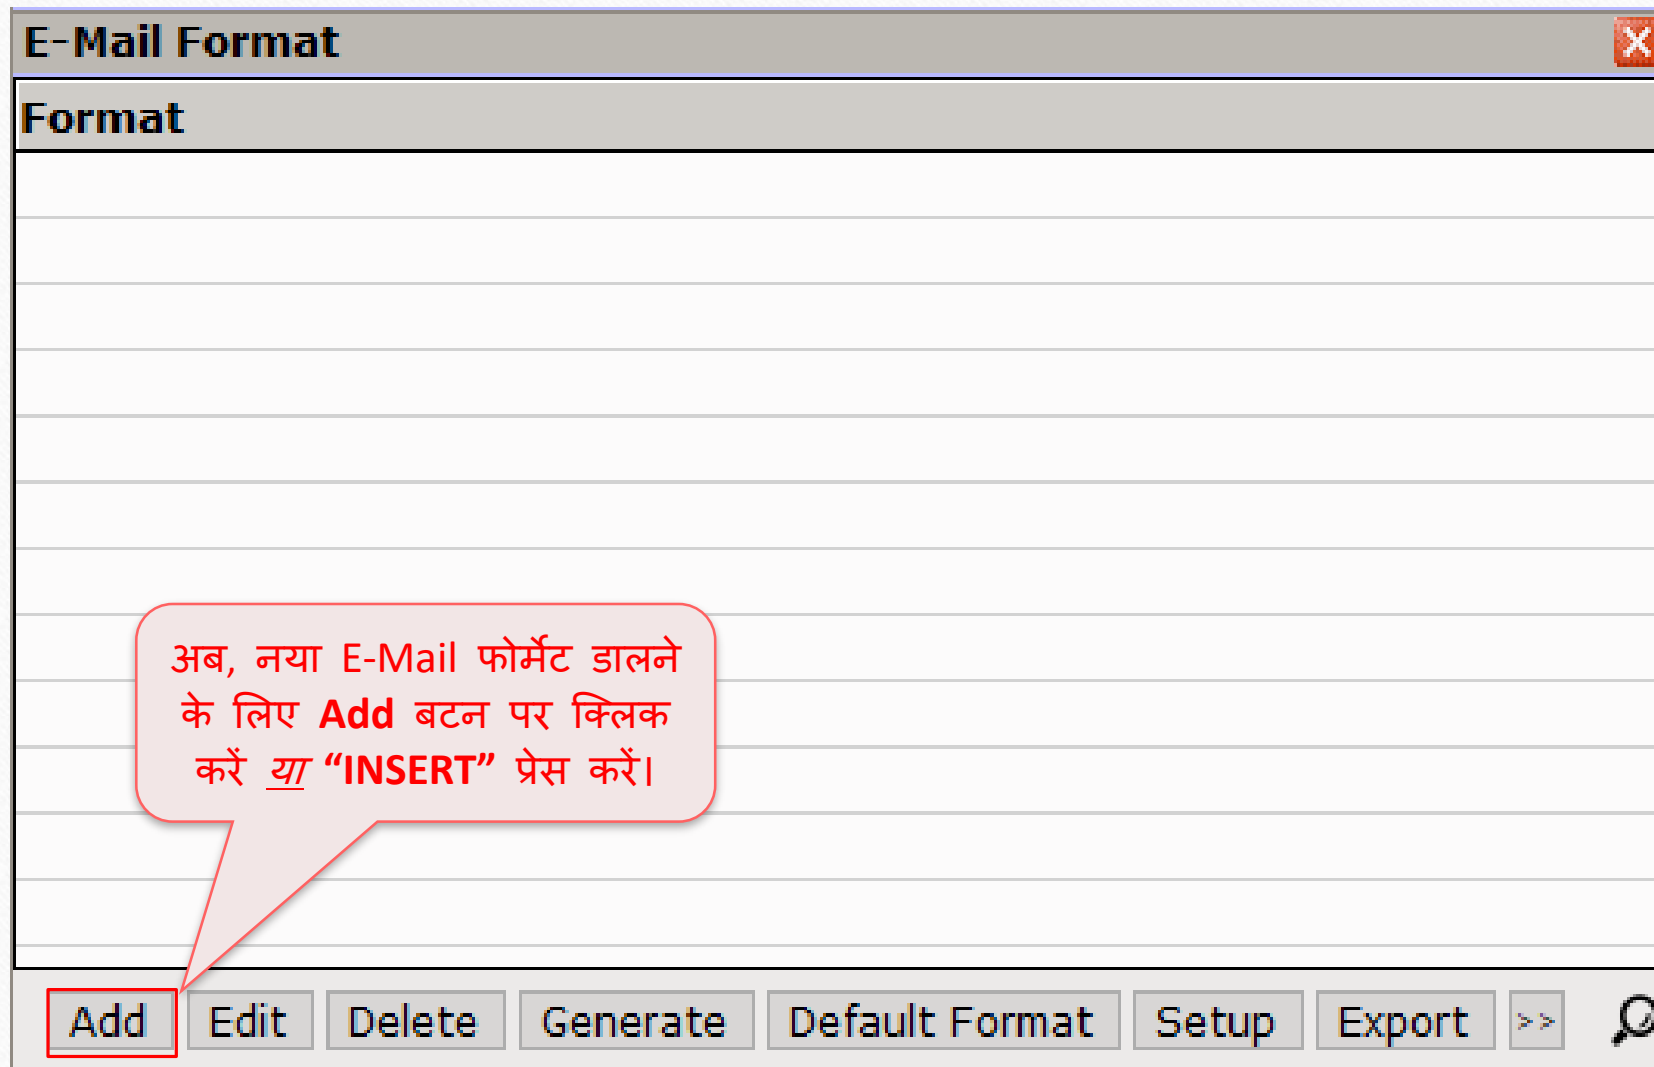 E-Mail Format
Format
अब, नया E-Mail फोर्मेट डालने
के लिए Add बटन पर क्लिक
करें या “INSERT” प्रेस करें।
Add Edit Delete Generate Default Format Setup Export >>